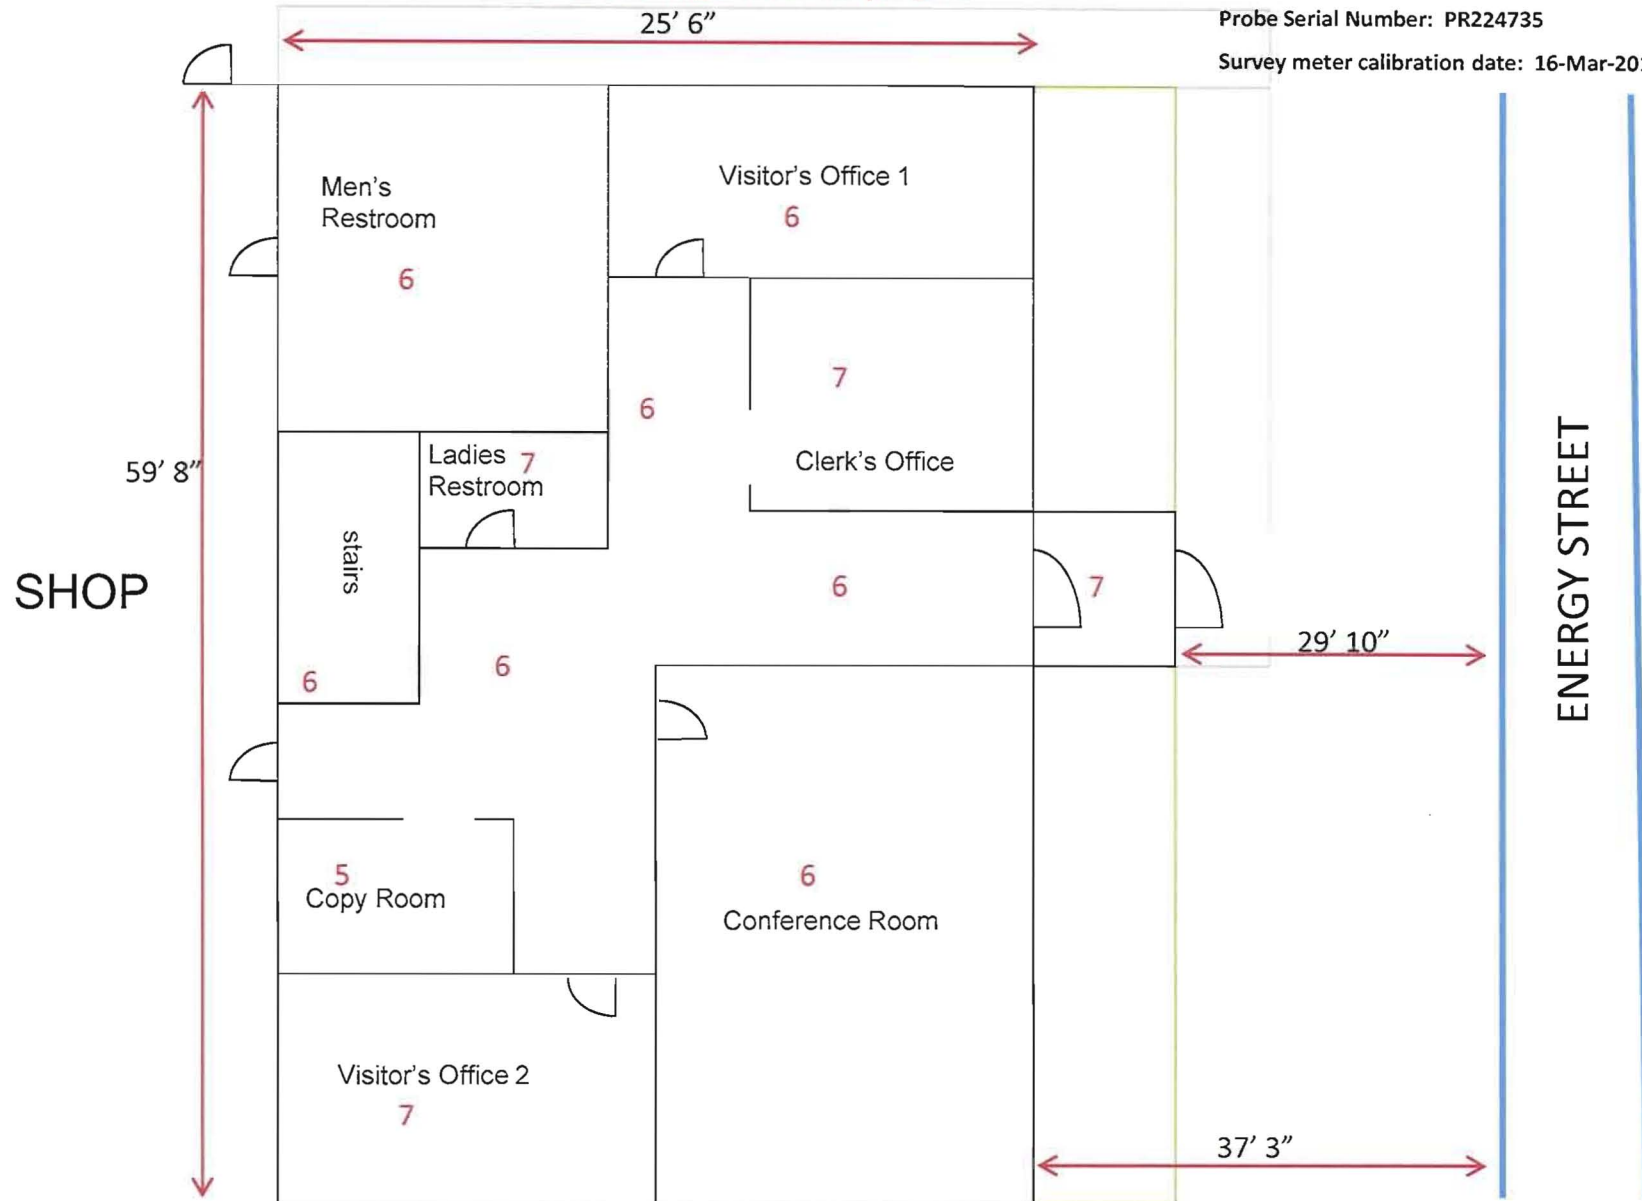 Probe Serial Number: PR224735
25’ 6”
Survey meter calibration date: 16-Mar-201
Men’s
Restroom
6
Visitor’s Office 1
6
6
7
Clerk’s Office
Ladies 7
Restroom
59’ 8”
stairs
6
SHOP
6
6
7
29’ 10”
ENERGY STREET
5
Copy Room
6
Conference Room
Visitor’s Office 2
7
37’ 3”